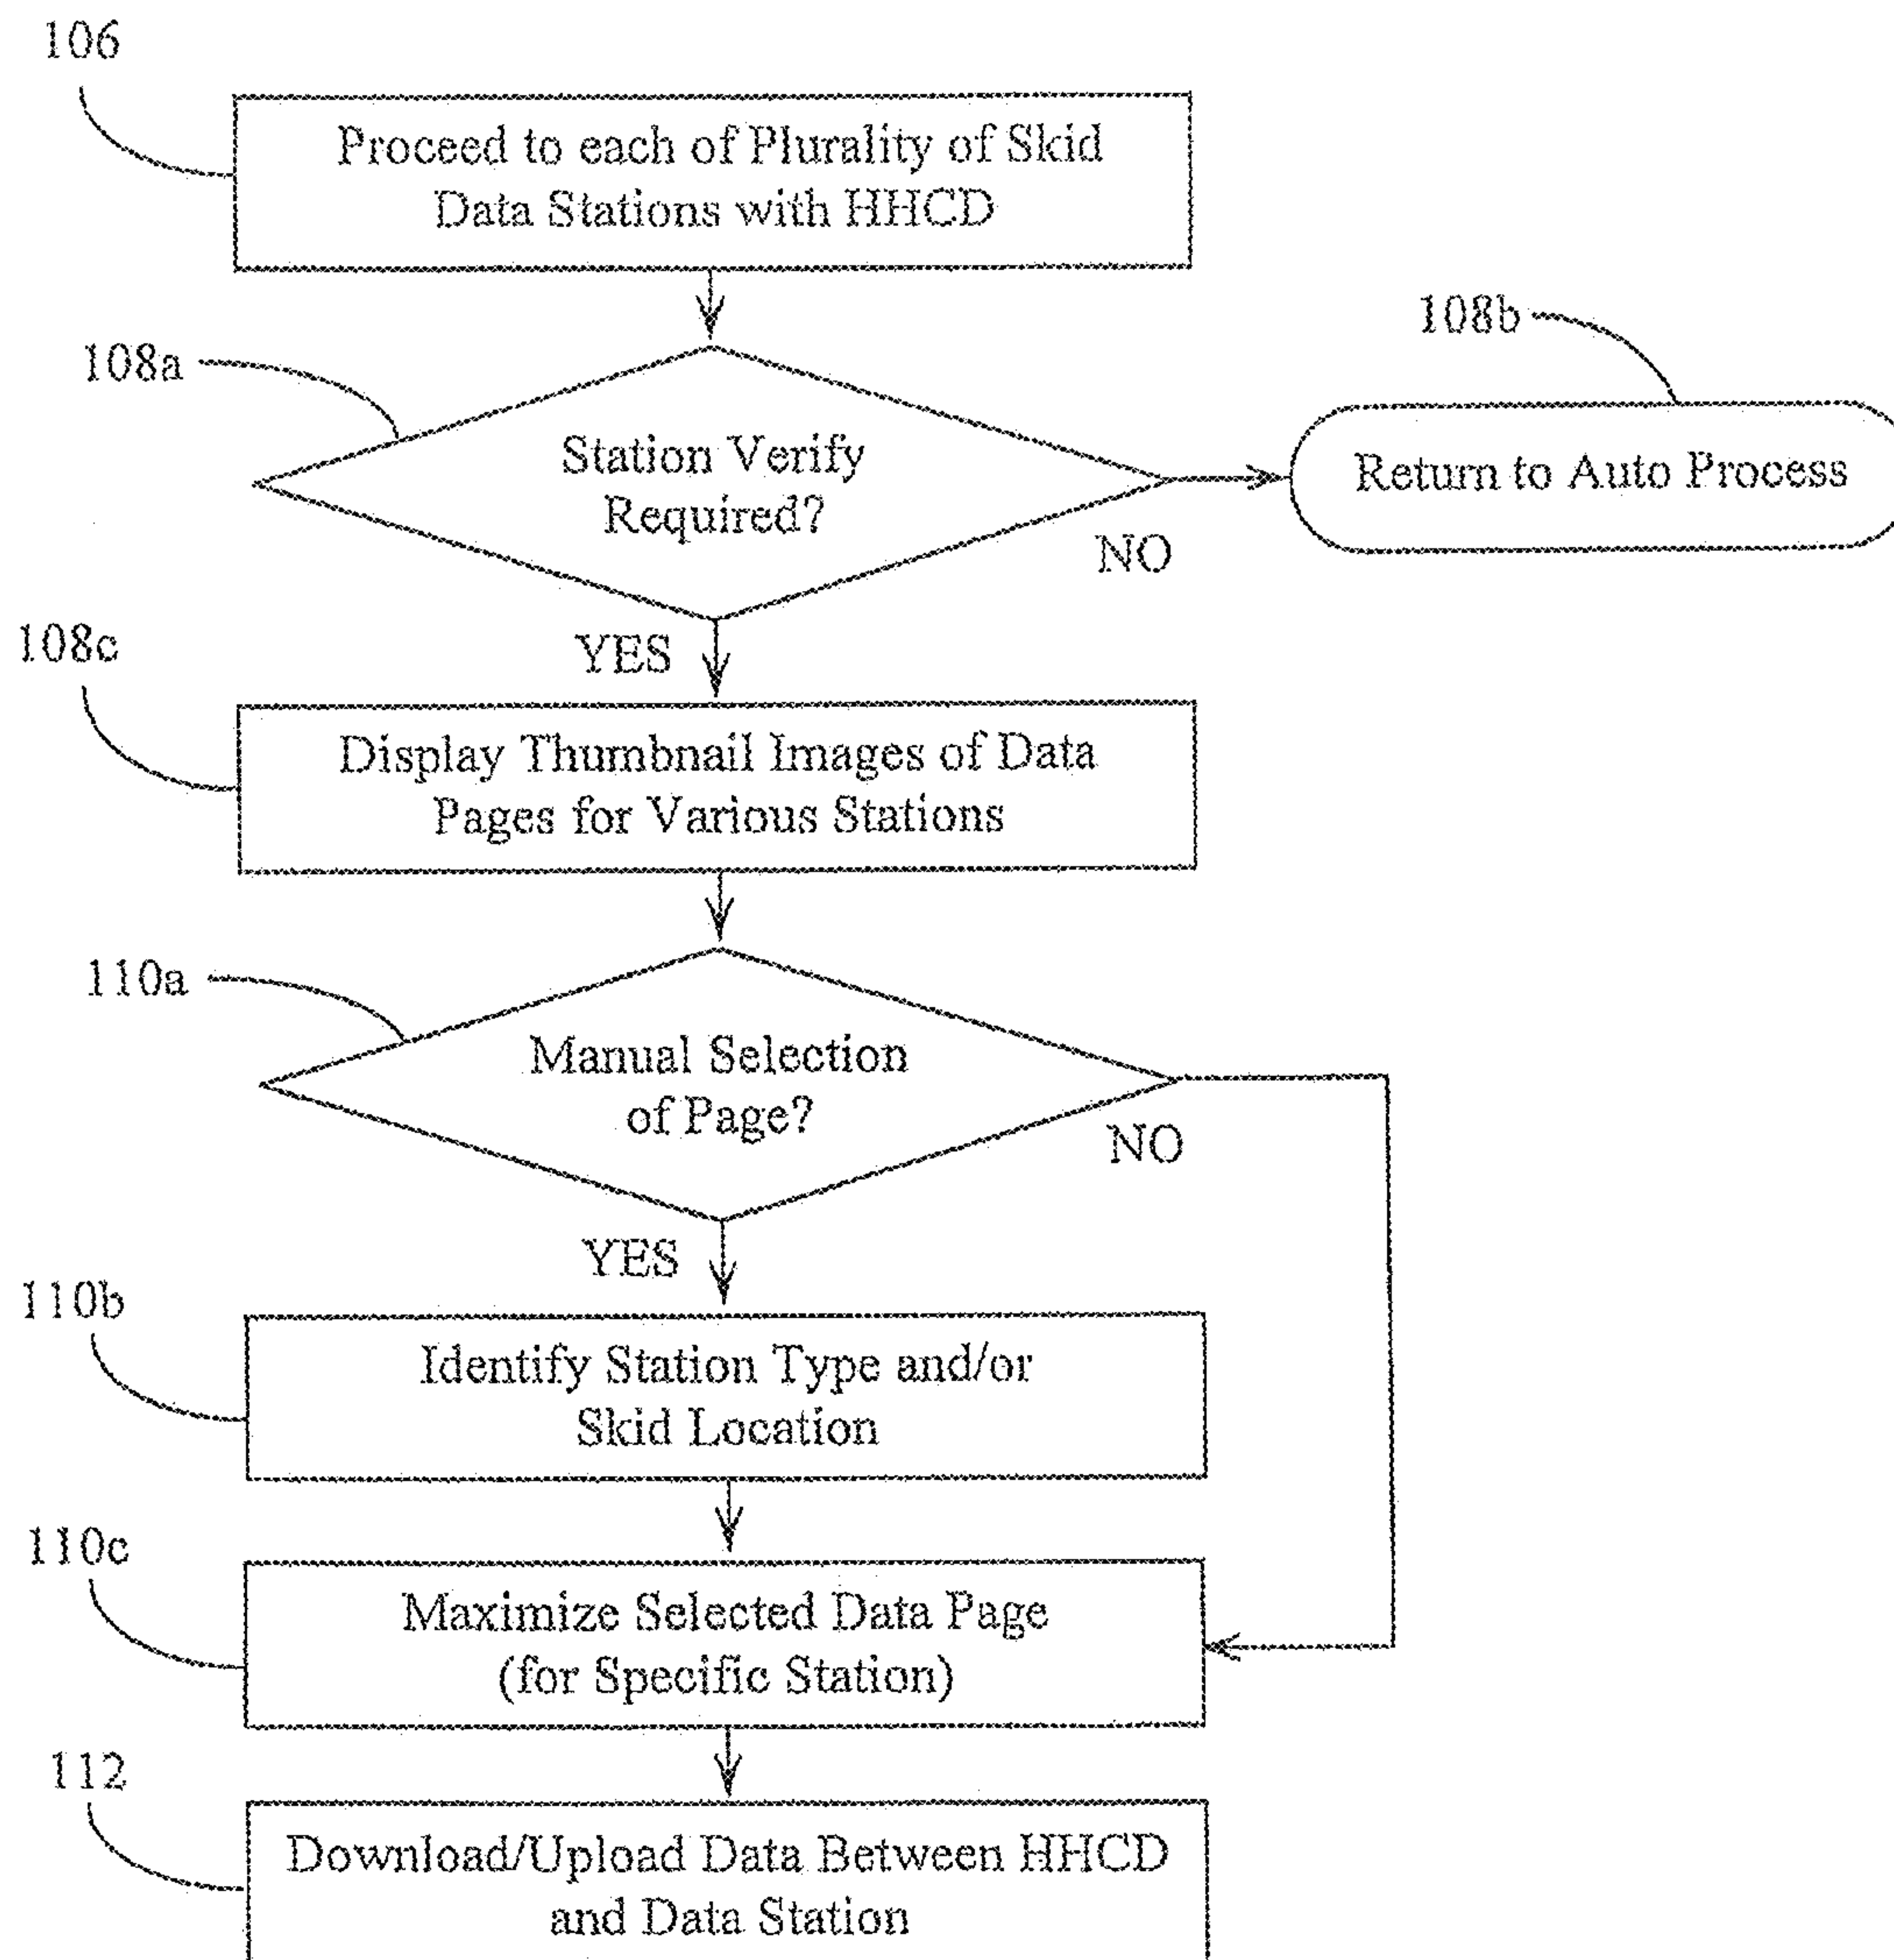 106
Proceed to each of Plurality of Skid
Data Stations with HHCD
108a
108b
Station Verify
Required?
Return to Auto Process
NO
YES
108c
Display Thumbnail Images of Data
Pages for Various Stations
110a
Manual Selection
of Page?
NO
YES
110b
Identify Station Type and/or
Skid Location
110c
Maximize Selected Data Page
(for Specific Station)
112
Download/Upload Data Between HHCD
and Data Station